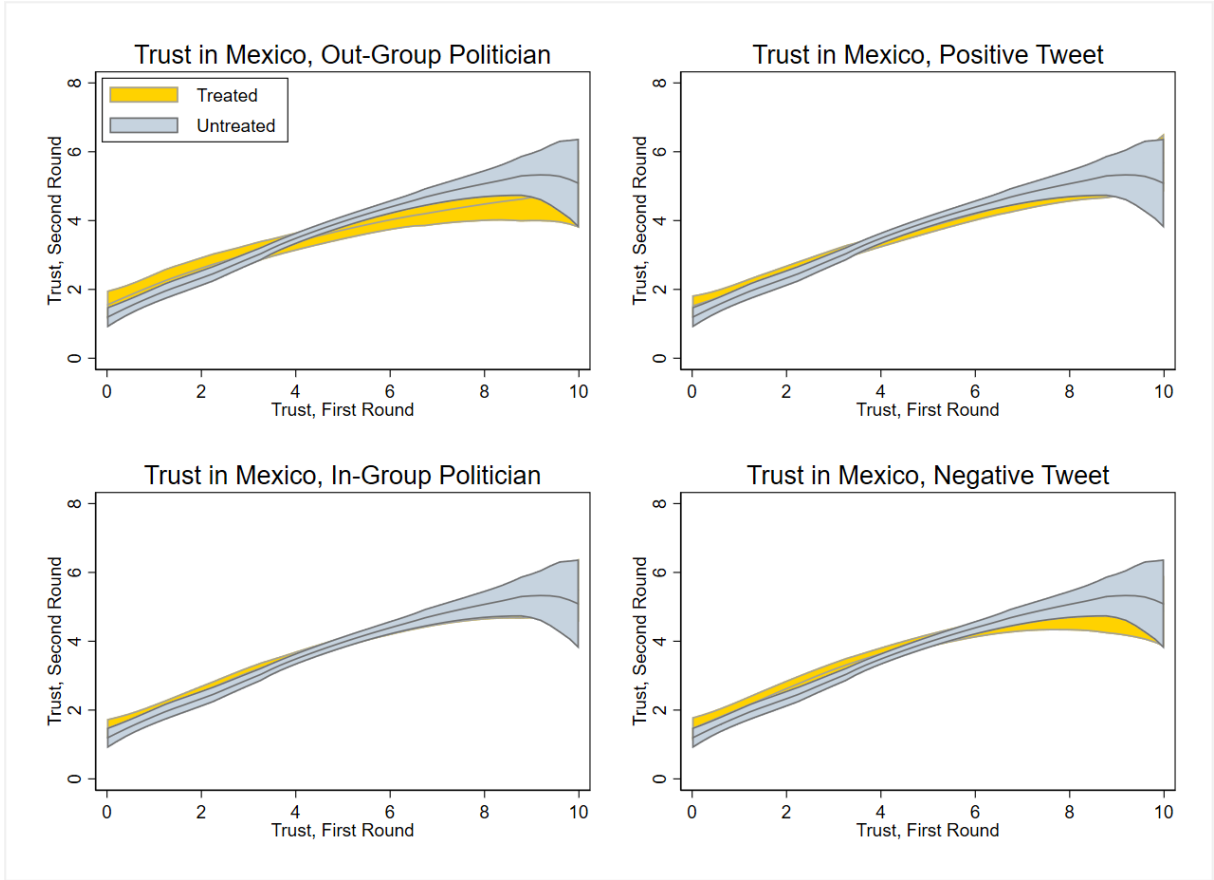 Trust in Mexico, Out-Group Politician
Treated
Untreated
Trust, Second Round
0
2
4
6
8
0 2 4 6 8 10
Trust, First Round
Trust in Mexico, Positive Tweet
Trust, Second Round
0
2
4
6
8
0 2 4 6 8 10
Trust, First Round
Trust in Mexico, In-Group Politician
Trust, Second Round
0
2
4
6
8
0 2 4 6 8 10
Trust, First Round
Trust in Mexico, Negative Tweet
Trust, Second Round
0
2
4
6
8
0 2 4 6 8 10
Trust, First Round